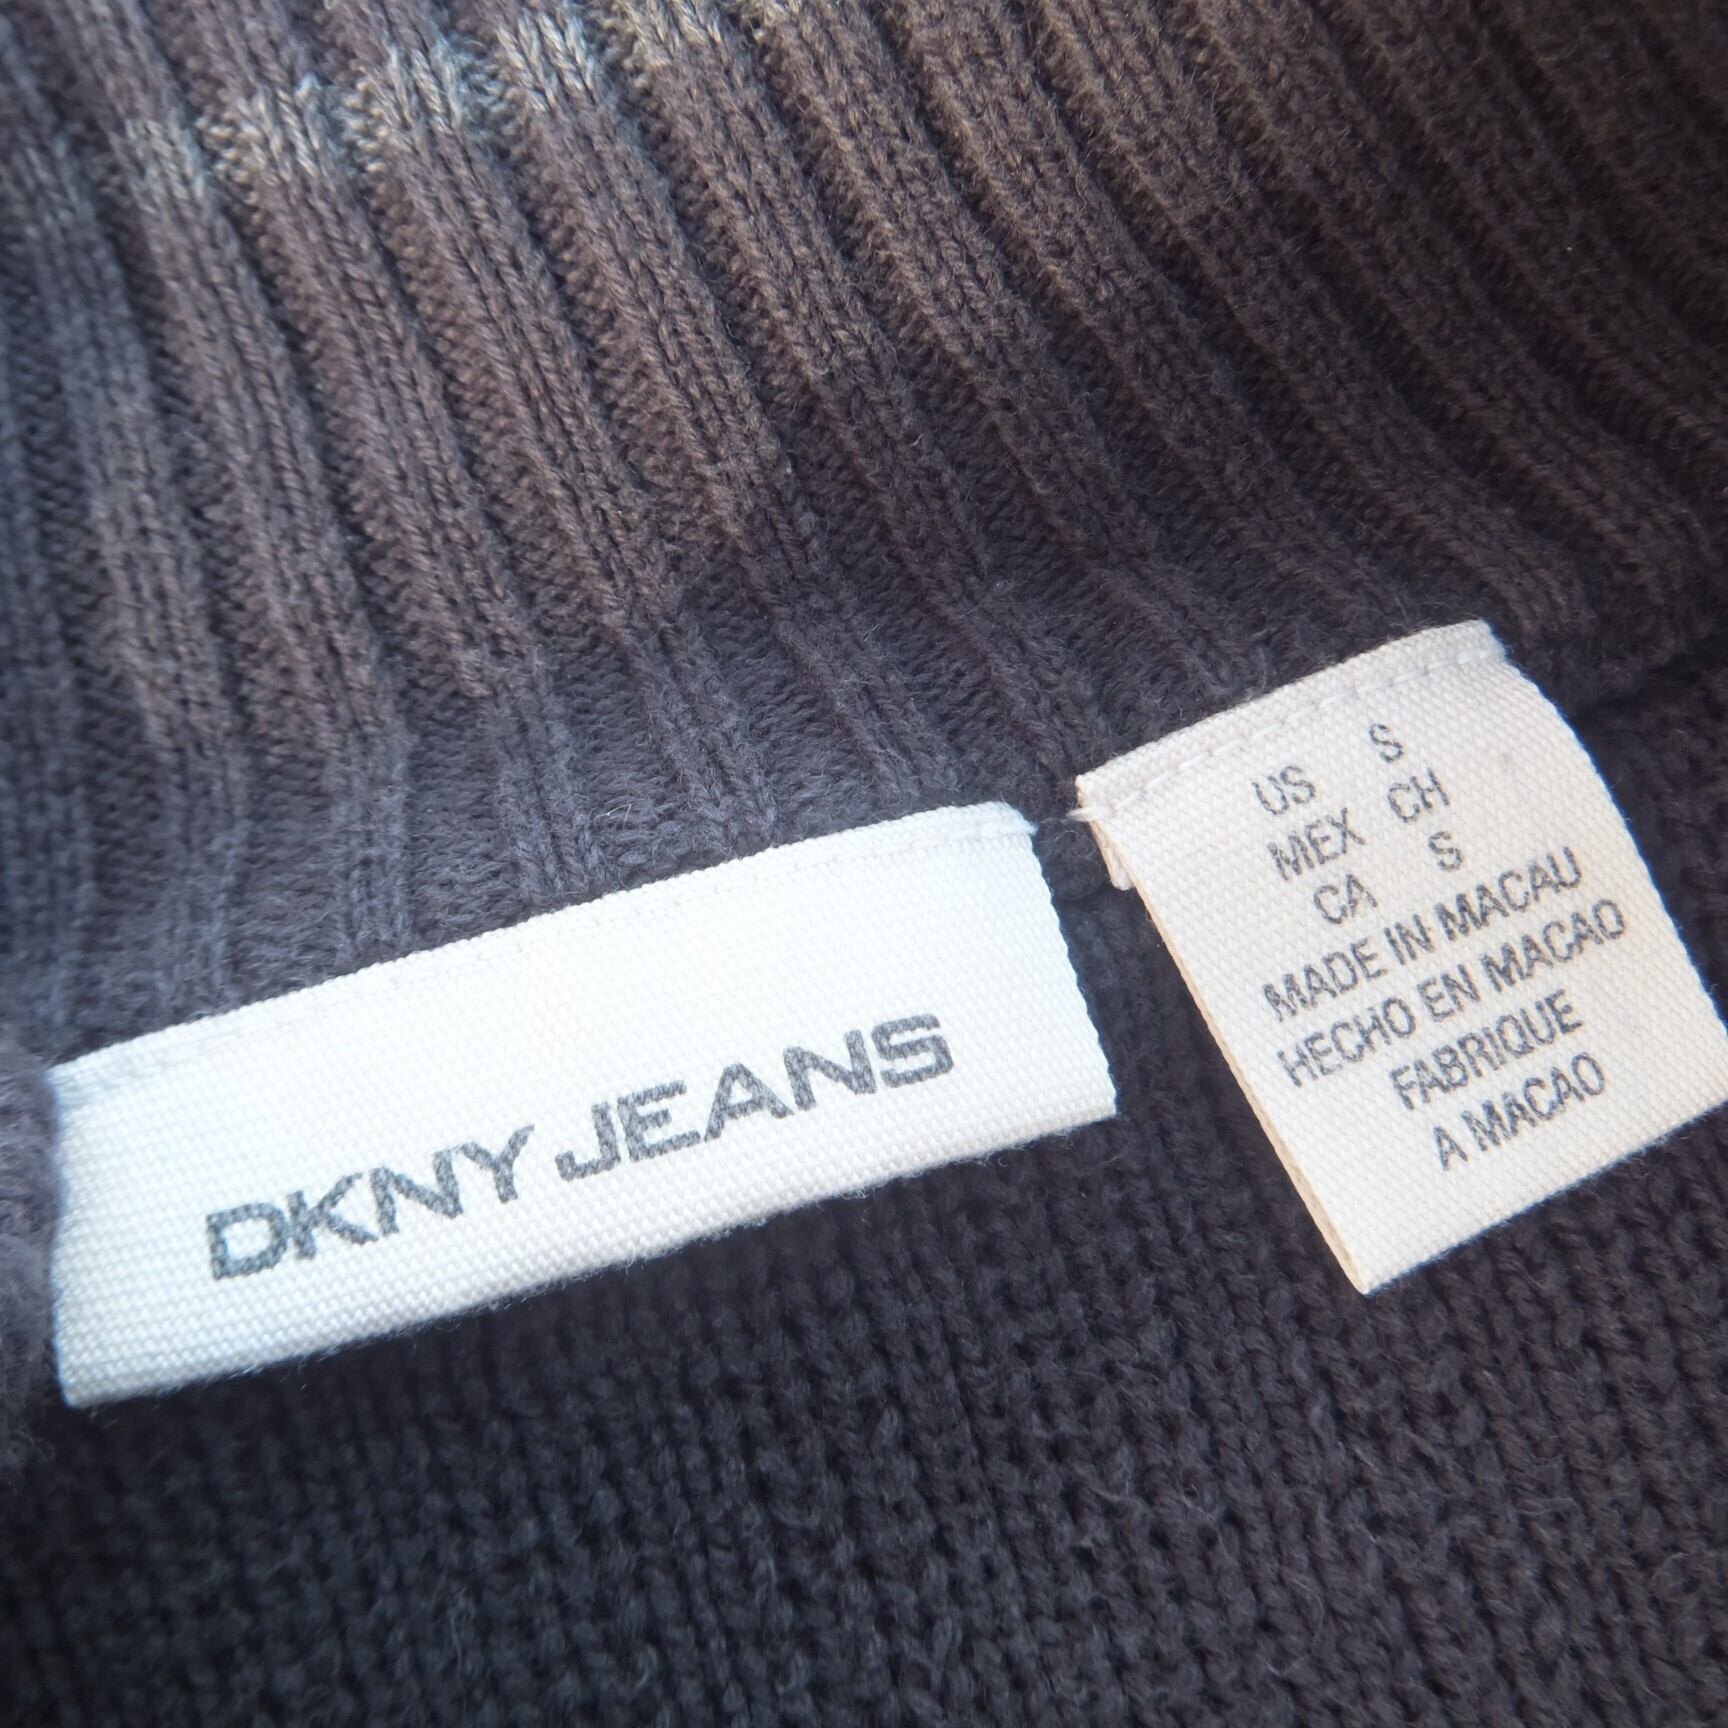 DKNY JEANS
US S
MEX CH
CA S
MADE IN MACAU
HECHO EN MACAO
FABRIQUE
A MACAO